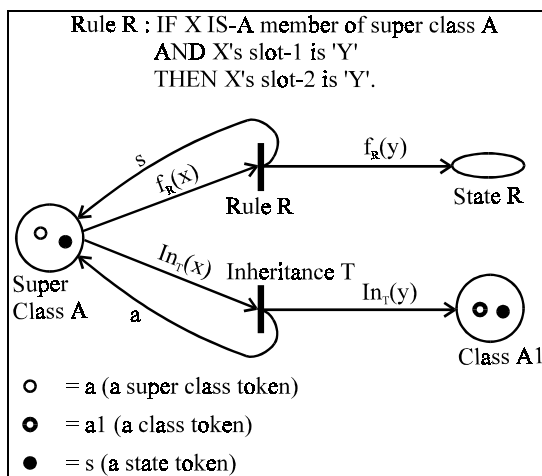 Rule R : IF X IS-A member of super class A
AND X's slot-1 is 'Y'
THEN X's slot-2 is 'Y'.
s
f_R(x)
f_R(y)
Rule R
State R
In_T(x)
Inheritance T
In_T(y)
Super
Class A
a
Class A1
= a (a super class token)
= a1 (a class token)
= s (a state token)